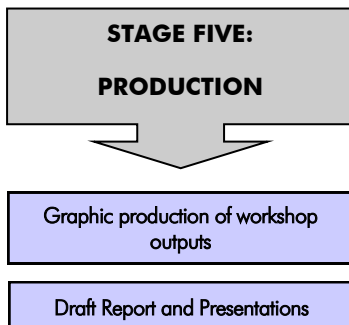 STAGE FIVE:
PRODUCTION
Graphic production of workshop
outputs
Draft Report and Presentations